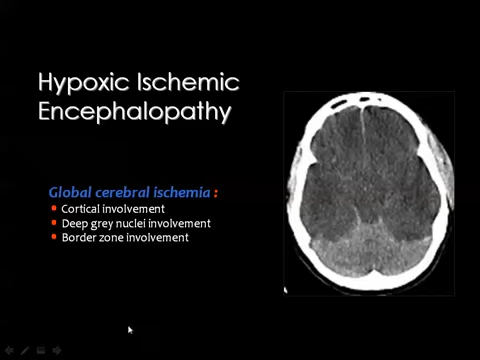 Hypoxic Ischemic
Encephalopathy
Global cerebral ischemia :
• Cortical involvement
• Deep grey nuclei involvement
• Border zone involvement